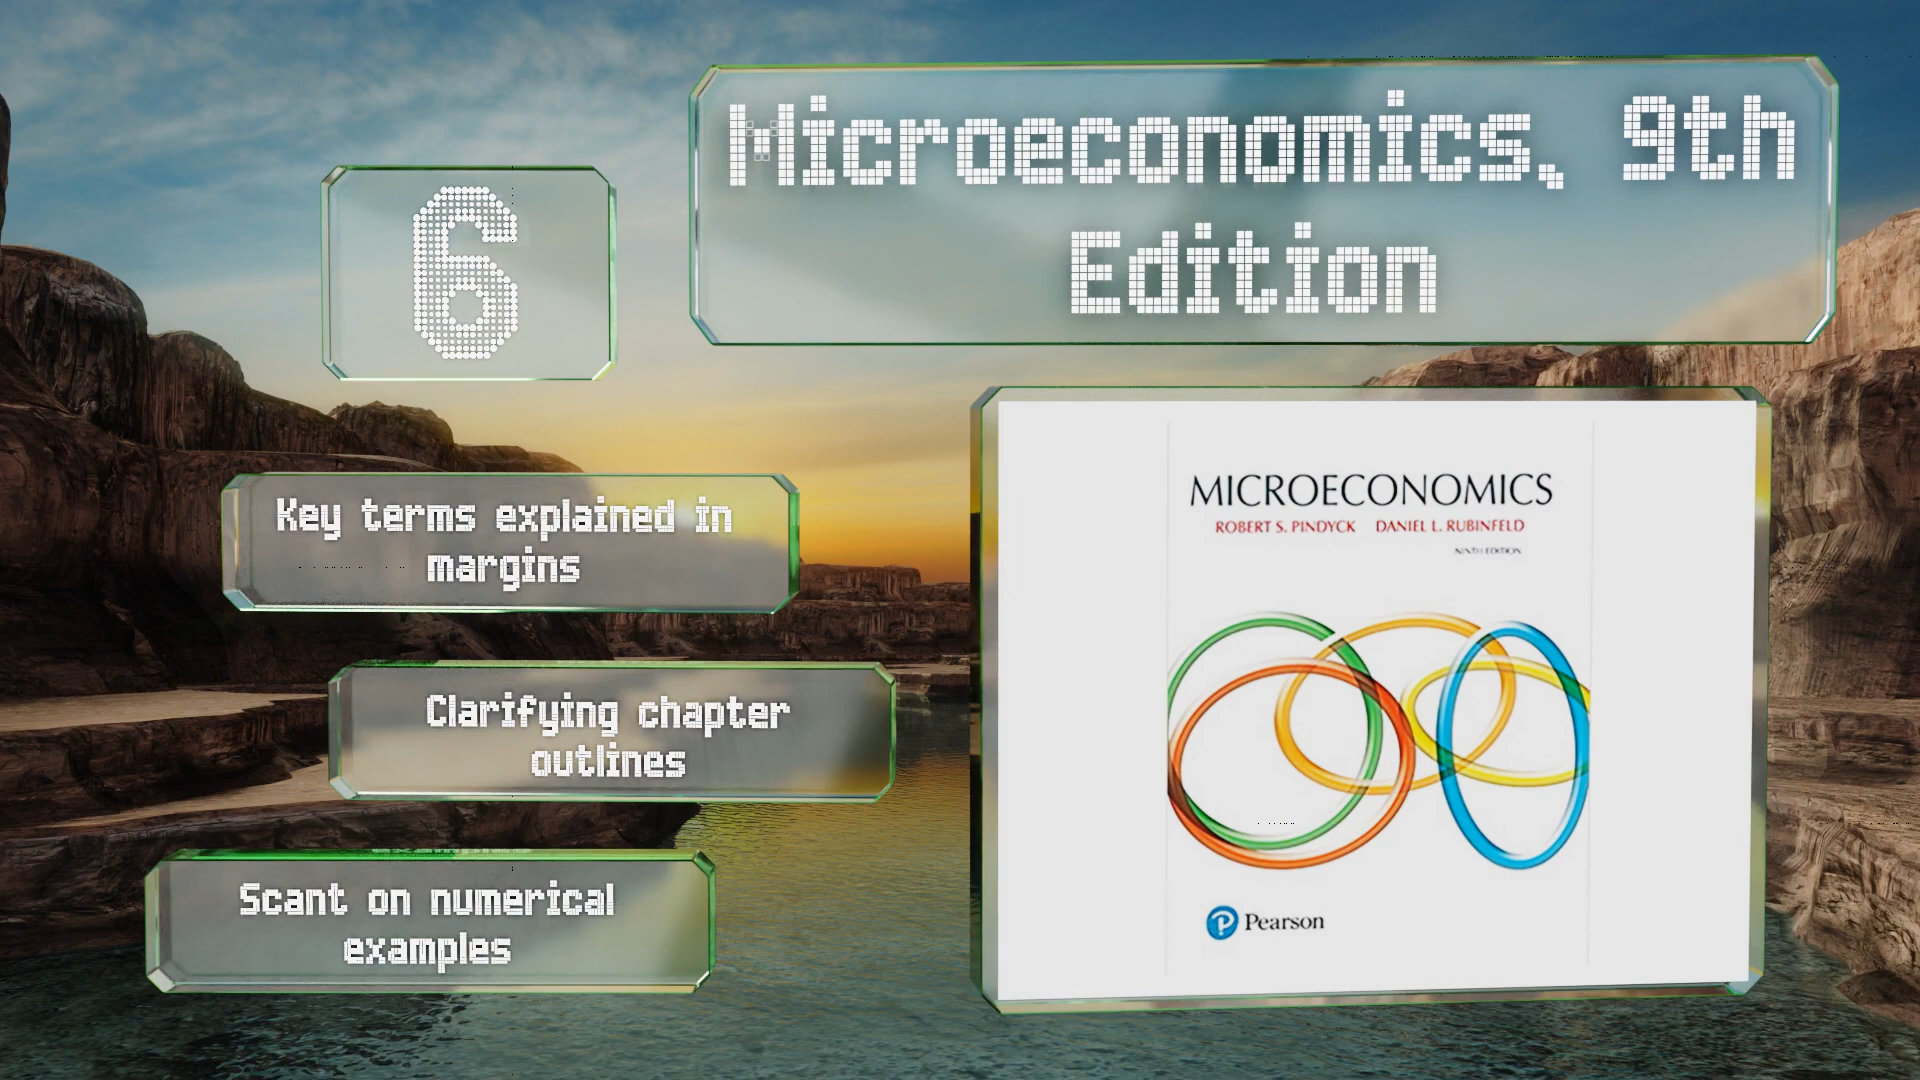 6
Microeconomics, 9th
Edition
Key terms explained in
margins
Clarifying chapter
outlines
Scant on numerical
examples
MICROECONOMICS
ROBERT S. PINDYCK DANIEL L. RUBINFELD
NINTH EDITION
Pearson